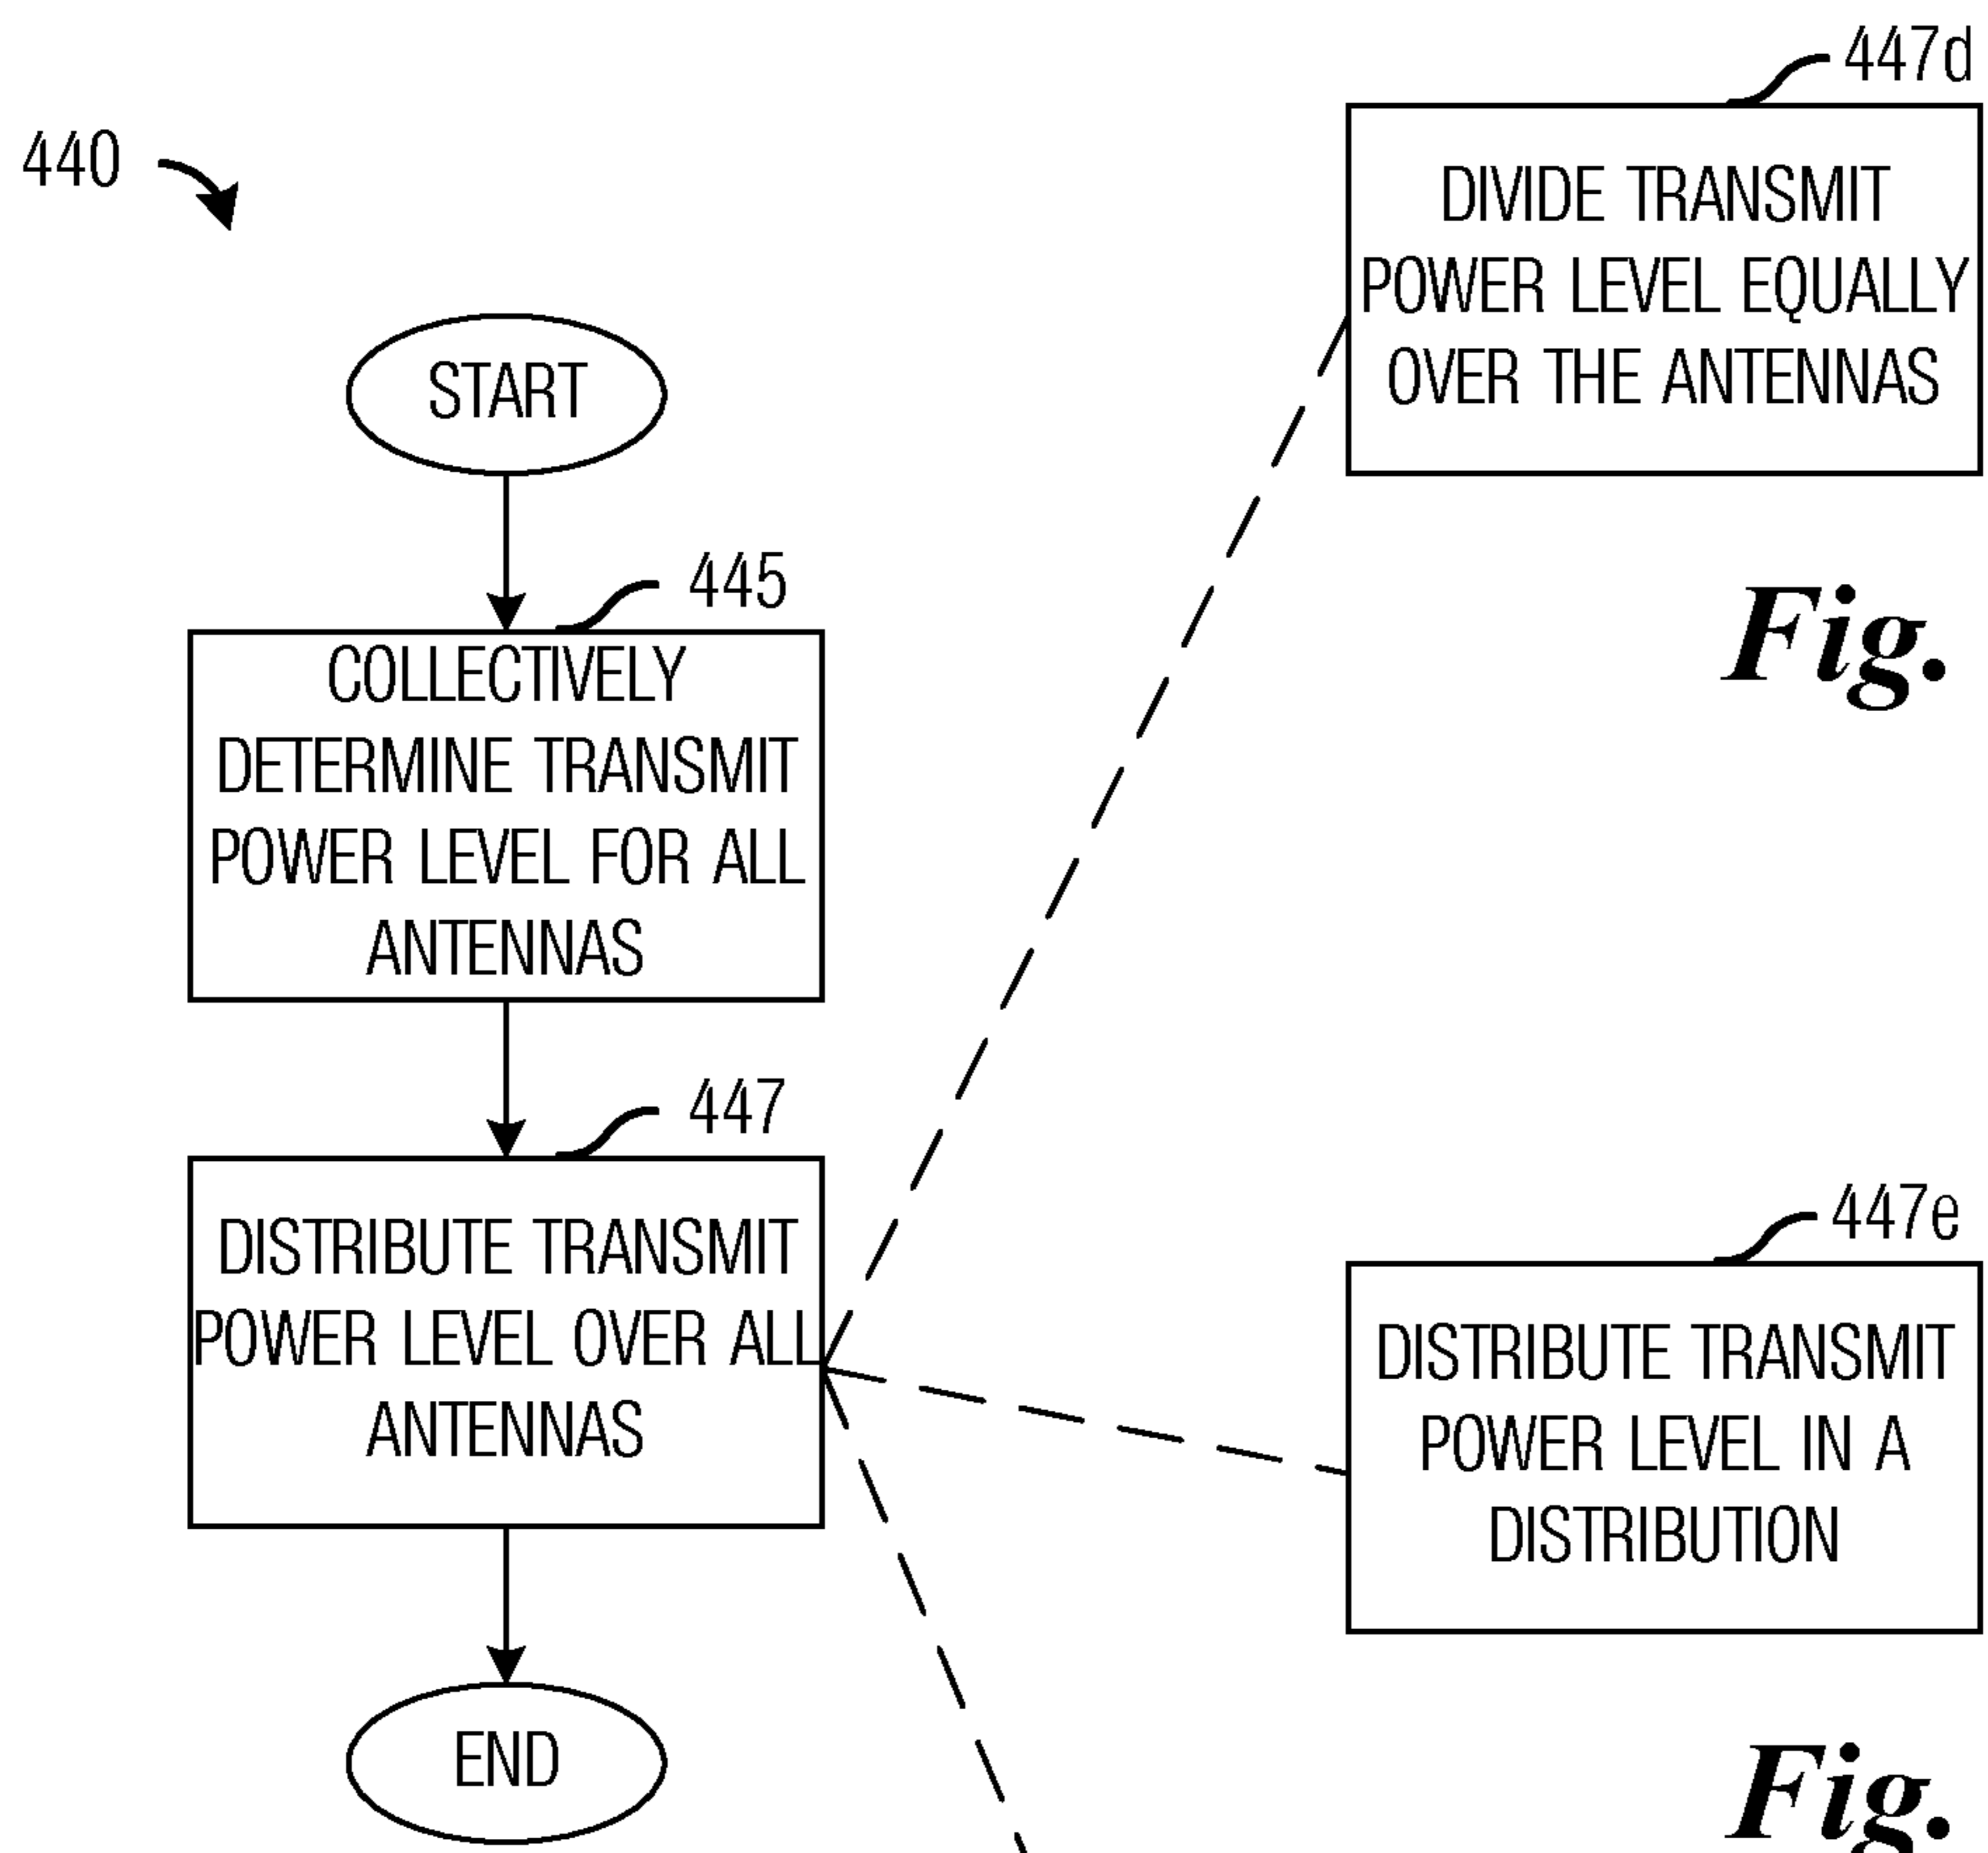 440
START
445
COLLECTIVELY
DETERMINE TRANSMIT
POWER LEVEL FOR ALL
ANTENNAS
447
DISTRIBUTE TRANSMIT
POWER LEVEL OVER ALL
ANTENNAS
END
447d
DIVIDE TRANSMIT
POWER LEVEL EQUALLY
OVER THE ANTENNAS
Fig.
447e
DISTRIBUTE TRANSMIT
POWER LEVEL IN A
DISTRIBUTION
Fig.